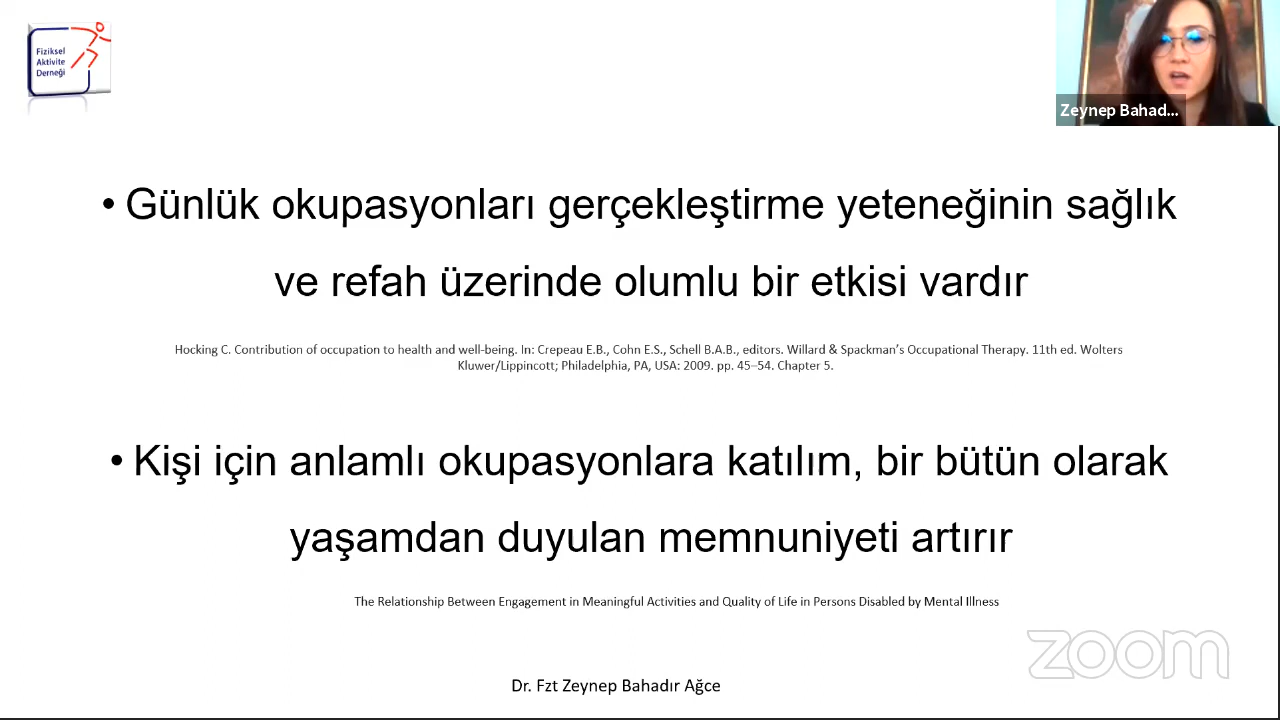 Fiziksel
Aktivite
Derneği
Zeynep Bahad...
• Günlük okupasyonları gerçekleştirme yeteneğinin sağlık
ve refah üzerinde olumlu bir etkisi vardır
Hocking C. Contribution of occupation to health and well-being. In: Crepeau E.B., Cohn E.S., Schell B.A.B., editors. Willard & Spackman's Occupational Therapy. 11th ed. Wolters
Kluwer/Lippincott; Philadelphia, PA, USA: 2009. pp. 45–54. Chapter 5.
• Kişi için anlamlı okupasyonlara katılım, bir bütün olarak
yaşamdan duyulan memnuniyeti artırır
The Relationship Between Engagement in Meaningful Activities and Quality of Life in Persons Disabled by Mental Illness
zoom
Dr. Fzt Zeynep Bahadır Ağce